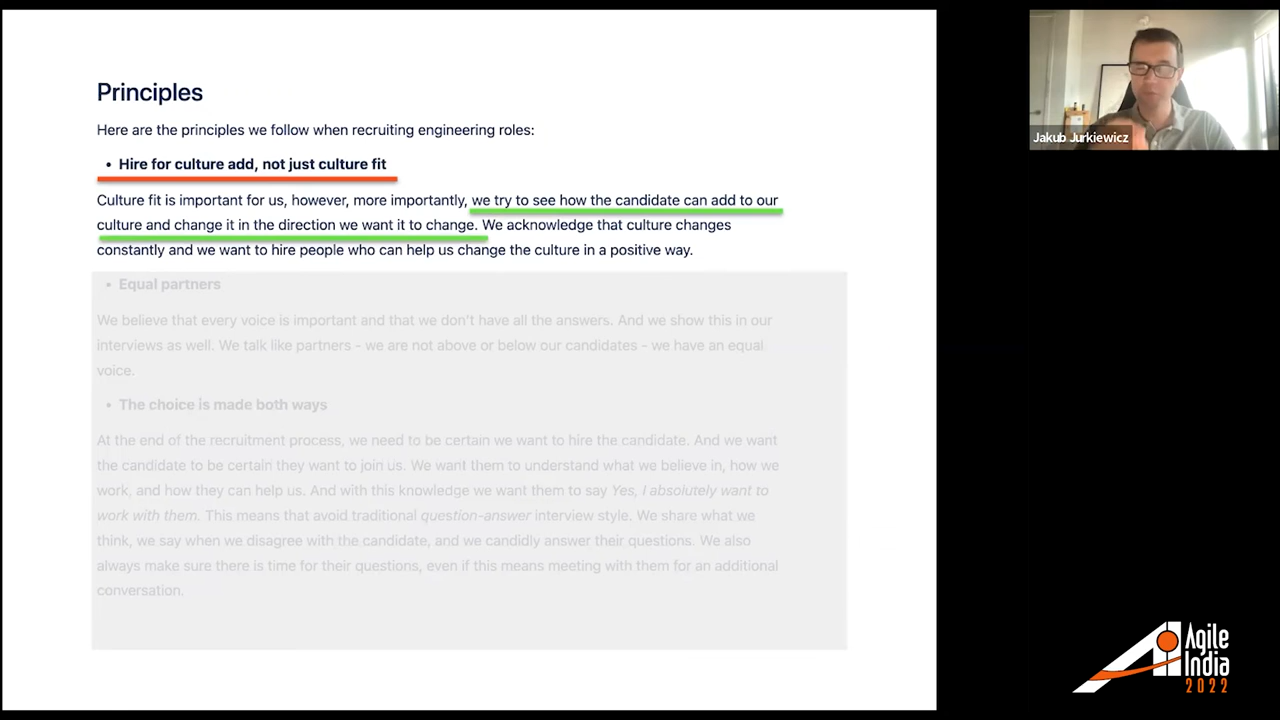 Principles
Here are the principles we follow when recruiting engineering roles:
• Hire for culture add, not just culture fit
Culture fit is important for us, however, more importantly, we try to see how the candidate can add to our
culture and change it in the direction we want it to change. We acknowledge that culture changes
constantly and we want to hire people who can help us change the culture in a positive way.
• Equal partners
We believe that every voice is important and that we don't have all the answers. And we show this in our
interviews as well. We talk like partners - we are not above or below our candidates - we have an equal
voice.
• The choice is made both ways
At the end of the recruitment process, we need to be certain we want to hire the candidate. And we want
the candidate to be certain they want to join us. We want them to understand what we believe in, how we
work, and how they can help us. And with this knowledge we want them to say Yes, I absolutely want to
work with them. This means that avoid traditional question-answer interview style. We share what we
think, we say when we disagree with the candidate, and we candidly answer their questions. We also
always make sure there is time for their questions, even if this means meeting with them for an additional
conversation.
Jakub Jurkiewicz
Agile
India
2022